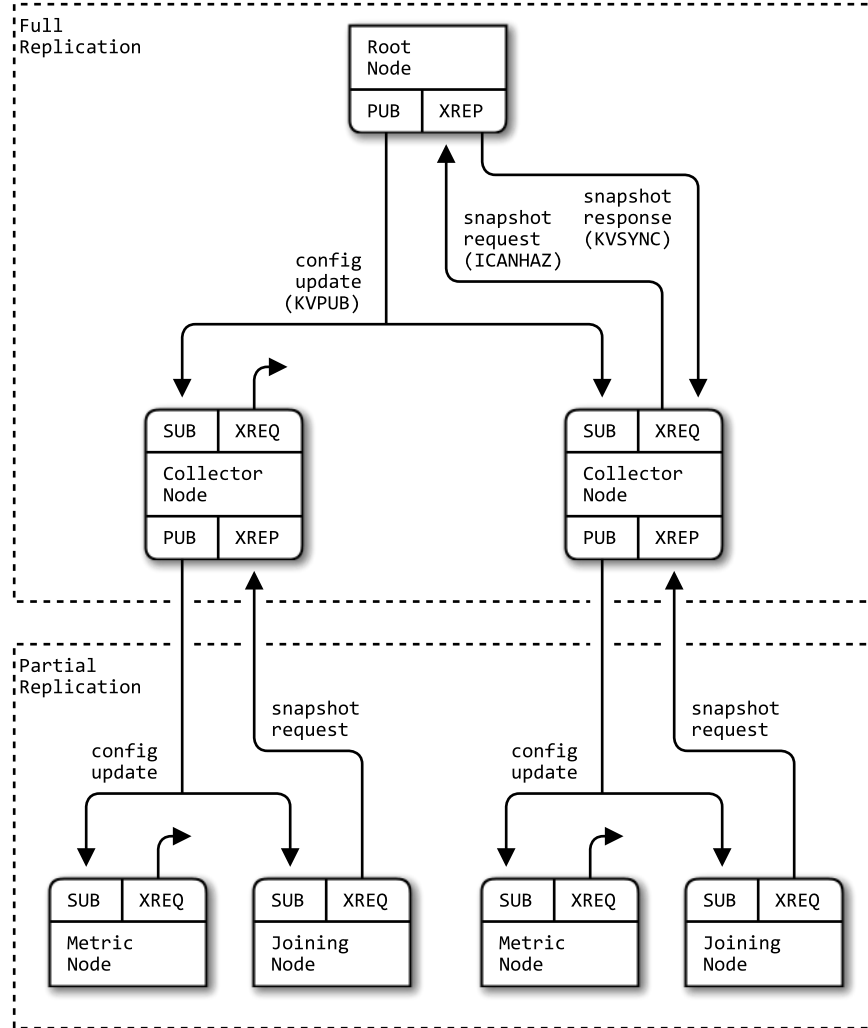 Full
Replication
Root
Node
PUB XREP
snapshot
response
(KVSYNC)
snapshot
request
(ICANHAZ)
config
update
(KVPUB)
SUB XREQ
Collector
Node
PUB XREP
SUB XREQ
Collector
Node
PUB XREP
Partial
Replication
snapshot
request
config
update
snapshot
request
config
update
SUB XREQ
Metric
Node
SUB XREQ
Joining
Node
SUB XREQ
Metric
Node
SUB XREQ
Joining
Node